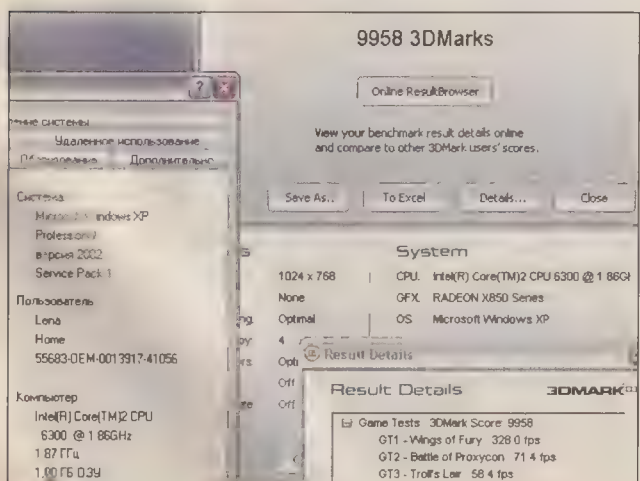 9958 3DMarks
Online ResultBrowser
View your benchmark result details online
and compare to other 3DMark users' scores.
Save As..
To Excel
Details...
Close
ение системы
Удаленное использование
Дополнительно
Система
Windows XP
Professional
версия 2002
Service Pack 1
Пользователь
Lena
Home
55683-OEM-0013917-41056
Компьютер
Intel(R) Core(TM)2 CPU
6300 @ 1.86GHz
1.87 ГГц
1,00 ГБ ОЗУ
System
1024 x 768
CPU. Intel(R) Core(TM)2 CPU 6300 @ 1 86GH
None
GFX. RADEON X850 Series
Optimal
OS Microsoft Windows XP
4
Opti
Off
Off
Result Details
Result Details
3DMARK
Game Tests 3DMark Score 9958
GT1 - Wings of Fury 328.0 fps
GT2 - Battle of Proxycon 71.4 fps
GT3 - Troll's Lair 58.4 fps